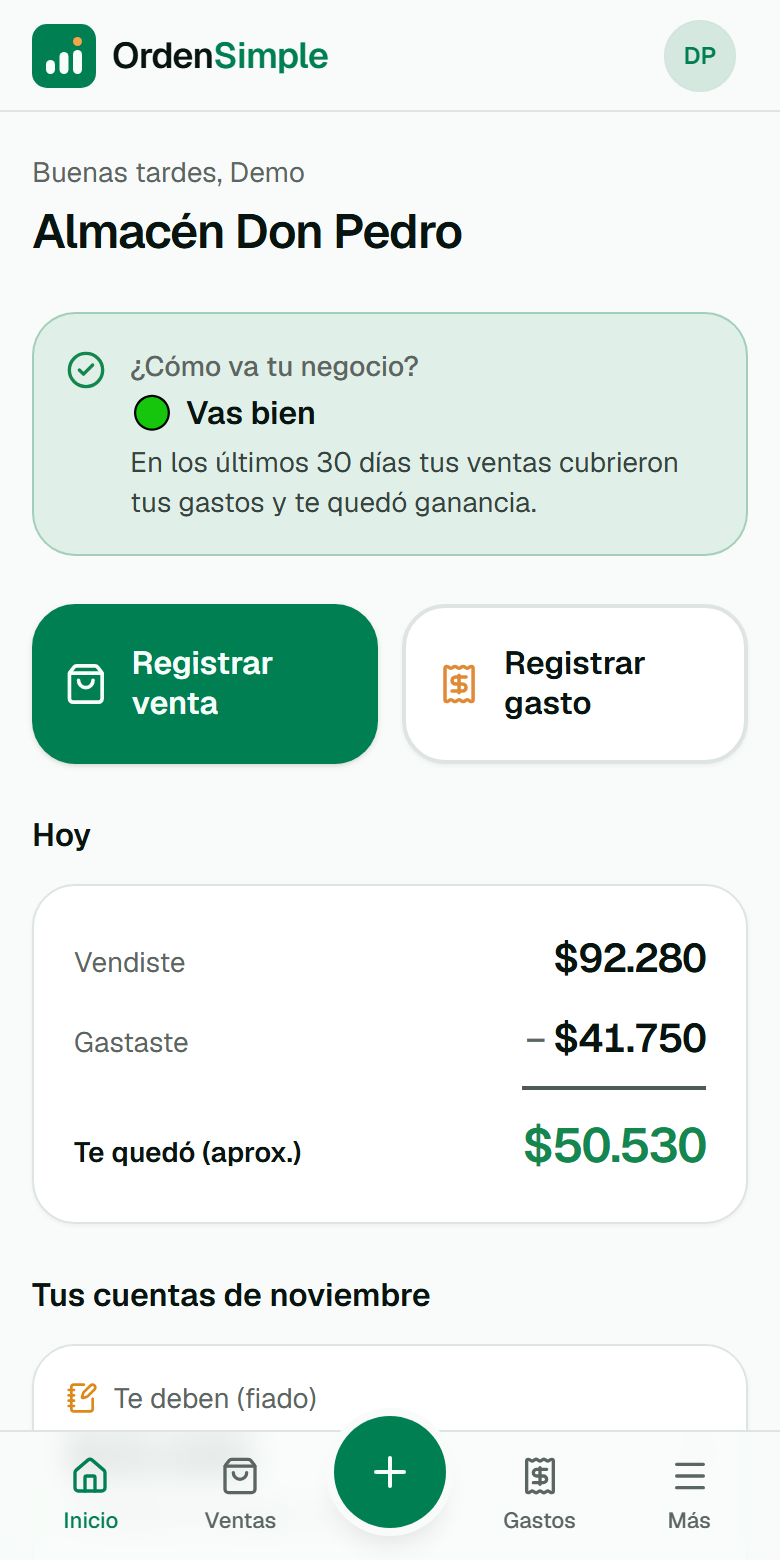 OrdenSimple
DP
Buenas tardes, Demo
Almacén Don Pedro
¿Cómo va tu negocio?
Vas bien
En los últimos 30 días tus ventas cubrieron
tus gastos y te quedó ganancia.
Registrar
venta
Registrar
gasto
Hoy
Vendiste
$92.280
Gastaste
– $41.750
Te quedó (aprox.)
$50.530
Tus cuentas de noviembre
Te deben (fiado)
Inicio
Ventas
Gastos
Más